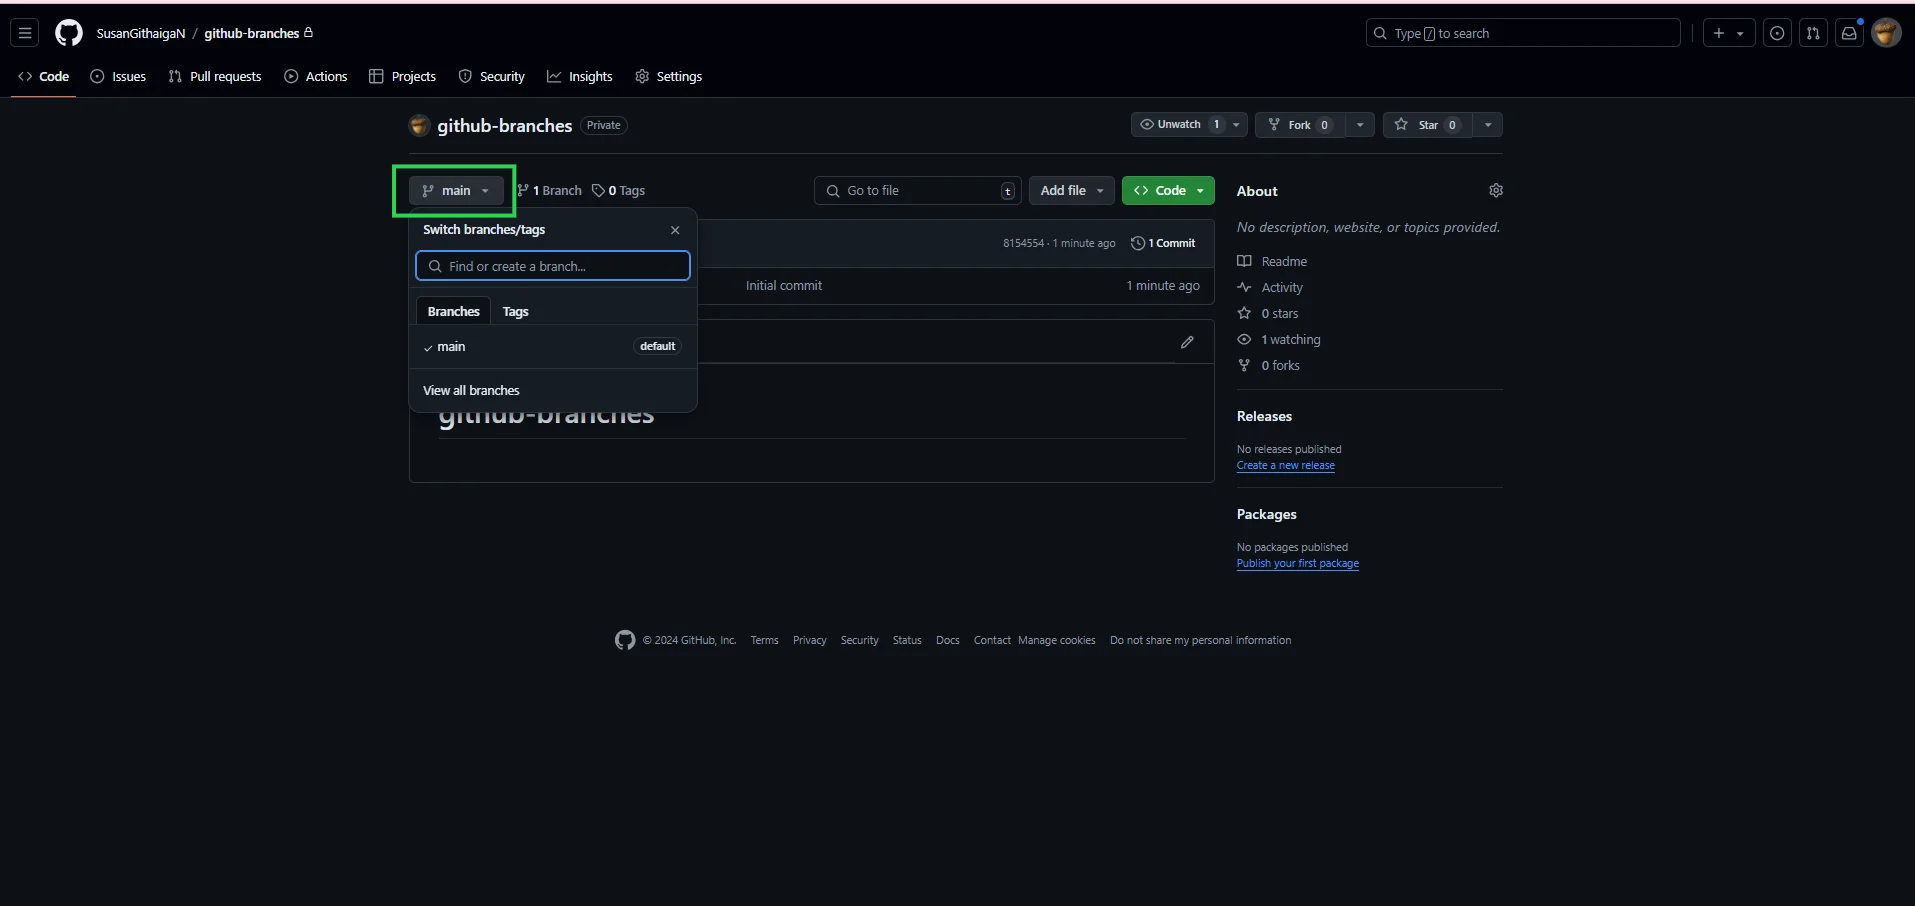 SusanGithaigaN / github-branches
Type / to search
Code Issues Pull requests Actions Projects Security Insights Settings
github-branches Private
Unwatch 1 Fork 0 Star 0
main 1 Branch 0 Tags
Go to file t Add file Code
Switch branches/tags
Find or create a branch...
Branches Tags
main default
View all branches
8154554 · 1 minute ago 1 Commit
Initial commit 1 minute ago
github-branches
About
No description, website, or topics provided.
Readme
Activity
0 stars
1 watching
0 forks
Releases
No releases published
Create a new release
Packages
No packages published
Publish your first package
© 2024 GitHub, Inc. Terms Privacy Security Status Docs Contact Manage cookies Do not share my personal information